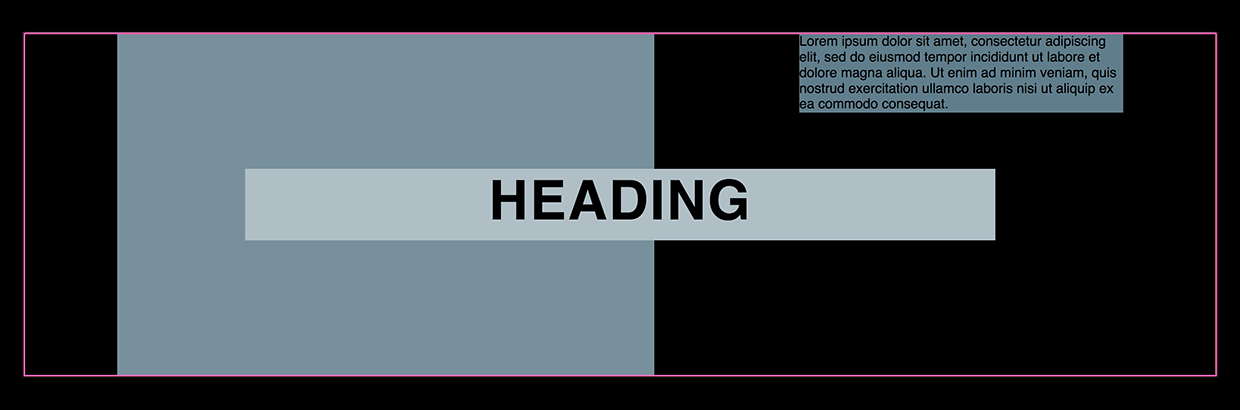 Lorem ipsum dolor sit amet, consectetur adipiscing
elit, sed do eiusmod tempor incididunt ut labore et
dolore magna aliqua. Ut enim ad minim veniam, quis
nostrud exercitation ullamco laboris nisi ut aliquip ex
ea commodo consequat.
HEADING